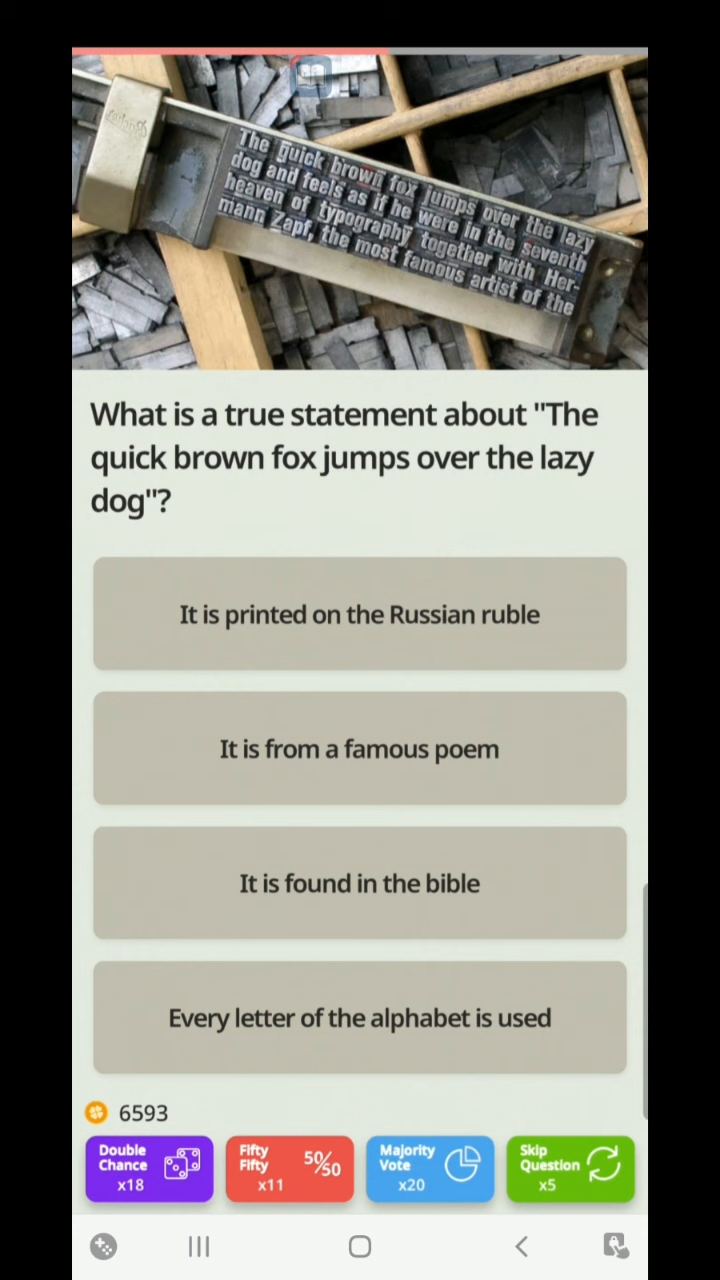 The quick brown fox jumps over the lazy
dog and feels as if he were in the seventh
heaven of typography together with Her-
mann Zapf, the most famous artist of the
What is a true statement about "The
quick brown fox jumps over the lazy
dog"?
It is printed on the Russian ruble
It is from a famous poem
It is found in the bible
Every letter of the alphabet is used
6593
Double
Chance
x18
Fifty
Fifty
x11
5%50
Majority
Vote
x20
Skip
Question
x5